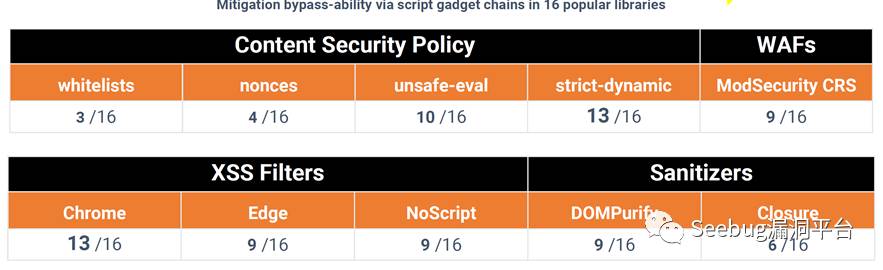 Mitigation bypass-ability via script gadget chains in 16 popular libraries
Content Security Policy WAFs
whitelists nonces unsafe-eval strict-dynamic ModSecurity CRS
3 /16 4 /16 10 /16 13 /16 9 /16
XSS Filters Sanitizers
Chrome Edge NoScript DOMPurify Closure
13 /16 9 /16 9 /16 9 /16 6 /16
Seebug漏洞平台